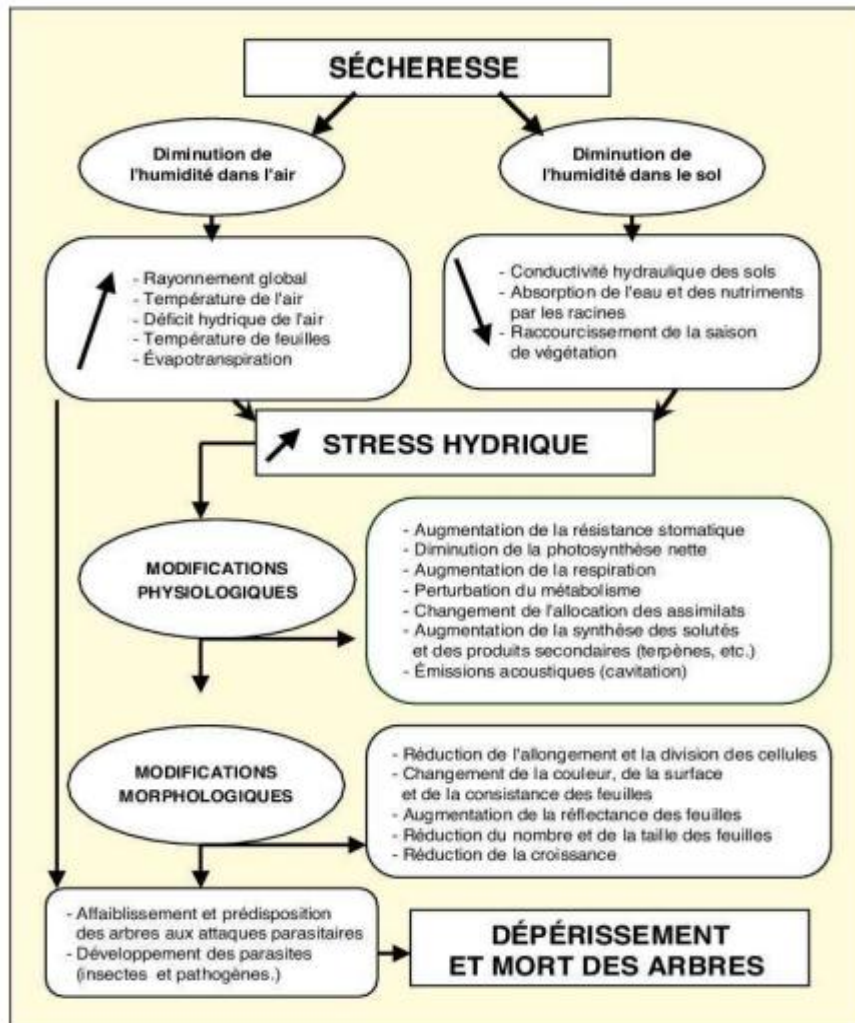 SÉCHERESSE
Diminution de
l'humidité dans l'air
Diminution de
l'humidité dans le sol
- Rayonnement global
- Température de l'air
- Déficit hydrique de l'air
- Température de feuilles
- Évapotranspiration
- Conductivité hydraulique des sols
- Absorption de l'eau et des nutriments
par les racines
- Raccourcissement de la saison
de végétation
STRESS HYDRIQUE
MODIFICATIONS
PHYSIOLOGIQUES
- Augmentation de la résistance stomatique
- Diminution de la photosynthèse nette
- Augmentation de la respiration
- Perturbation du métabolisme
- Changement de l'allocation des assimilats
- Augmentation de la synthèse des solutés
et des produits secondaires (terpènes, etc.)
- Émissions acoustiques (cavitation)
MODIFICATIONS
MORPHOLOGIQUES
- Réduction de l'allongement et la division des cellules
- Changement de la couleur, de la surface
et de la consistance des feuilles
- Augmentation de la réflectance des feuilles
- Réduction du nombre et de la taille des feuilles
- Réduction de la croissance
- Affaiblissement et prédisposition
des arbres aux attaques parasitaires
- Développement des parasites
(insectes et pathogènes.)
DÉPÉRISSEMENT
ET MORT DES ARBRES